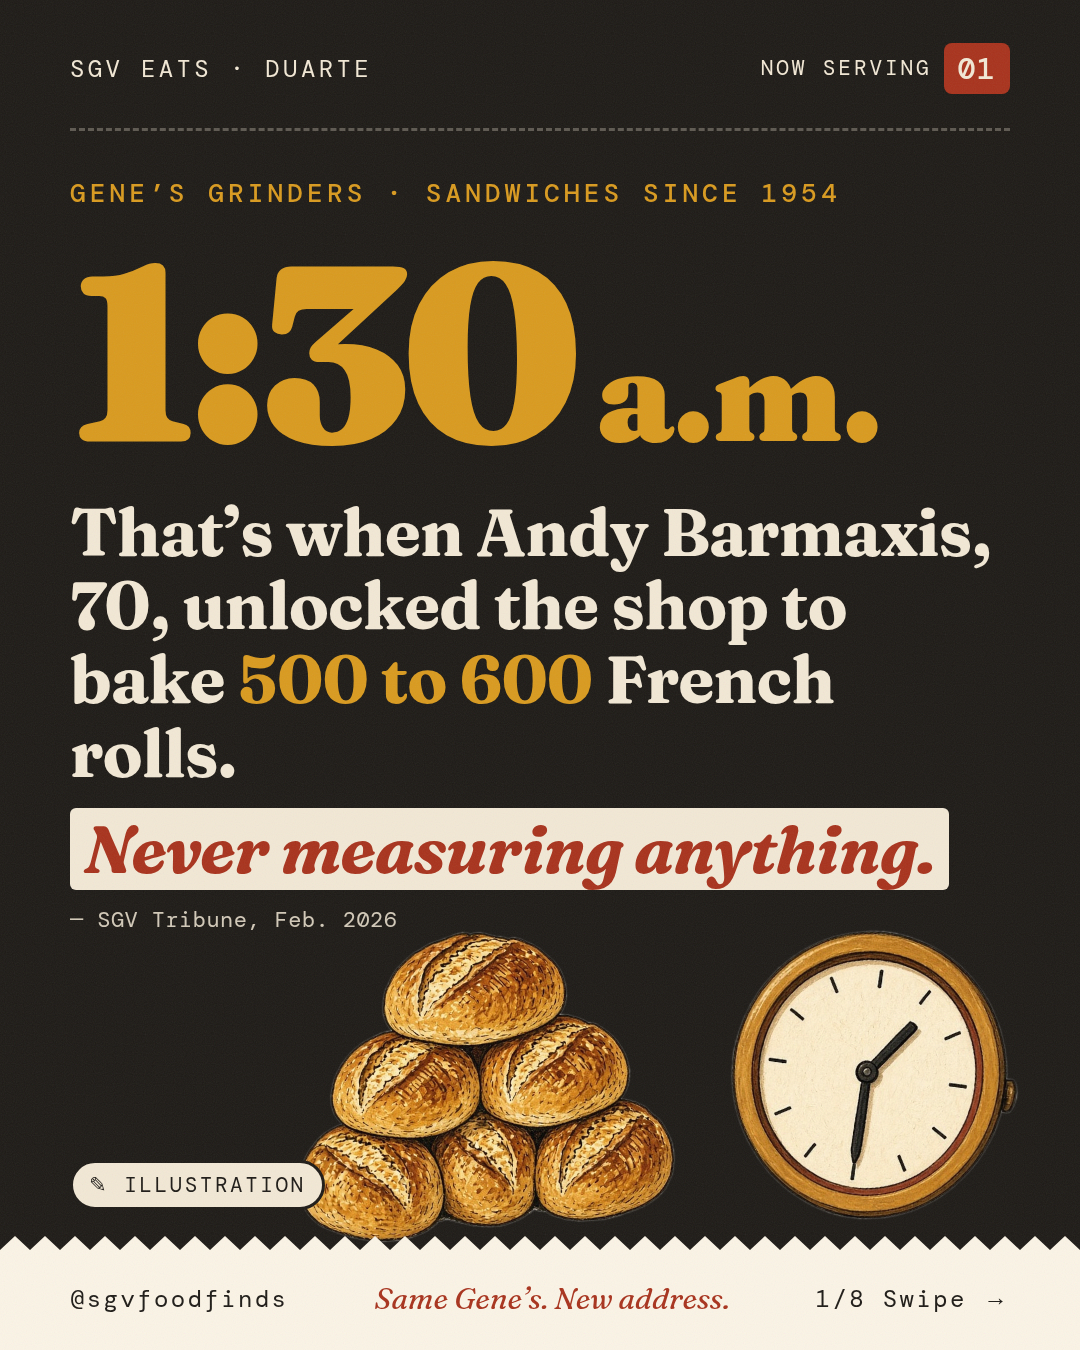 SGV EATS · DUARTE
NOW SERVING 01
GENE’S GRINDERS · SANDWICHES SINCE 1954
1:30 a.m.
That’s when Andy Barmaxis,
70, unlocked the shop to
bake 500 to 600 French
rolls.
Never measuring anything.
— SGV Tribune, Feb. 2026
✎ ILLUSTRATION
@sgvfoodfinds
Same Gene’s. New address.
1/8 Swipe →